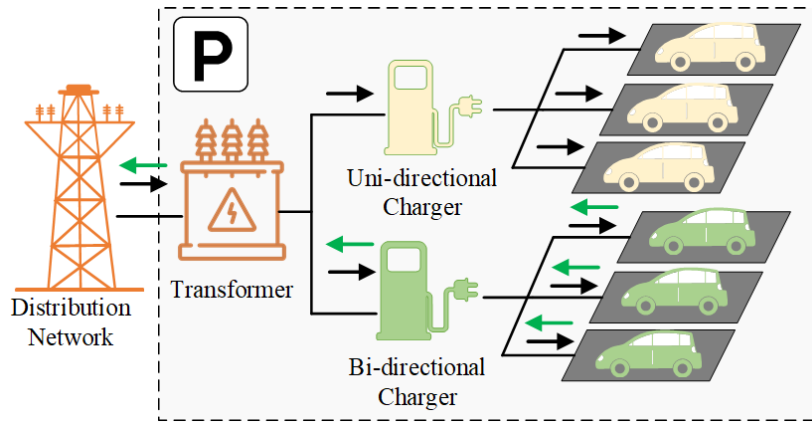 P
Uni-directional
Charger
Transformer
Distribution
Network
Bi-directional
Charger